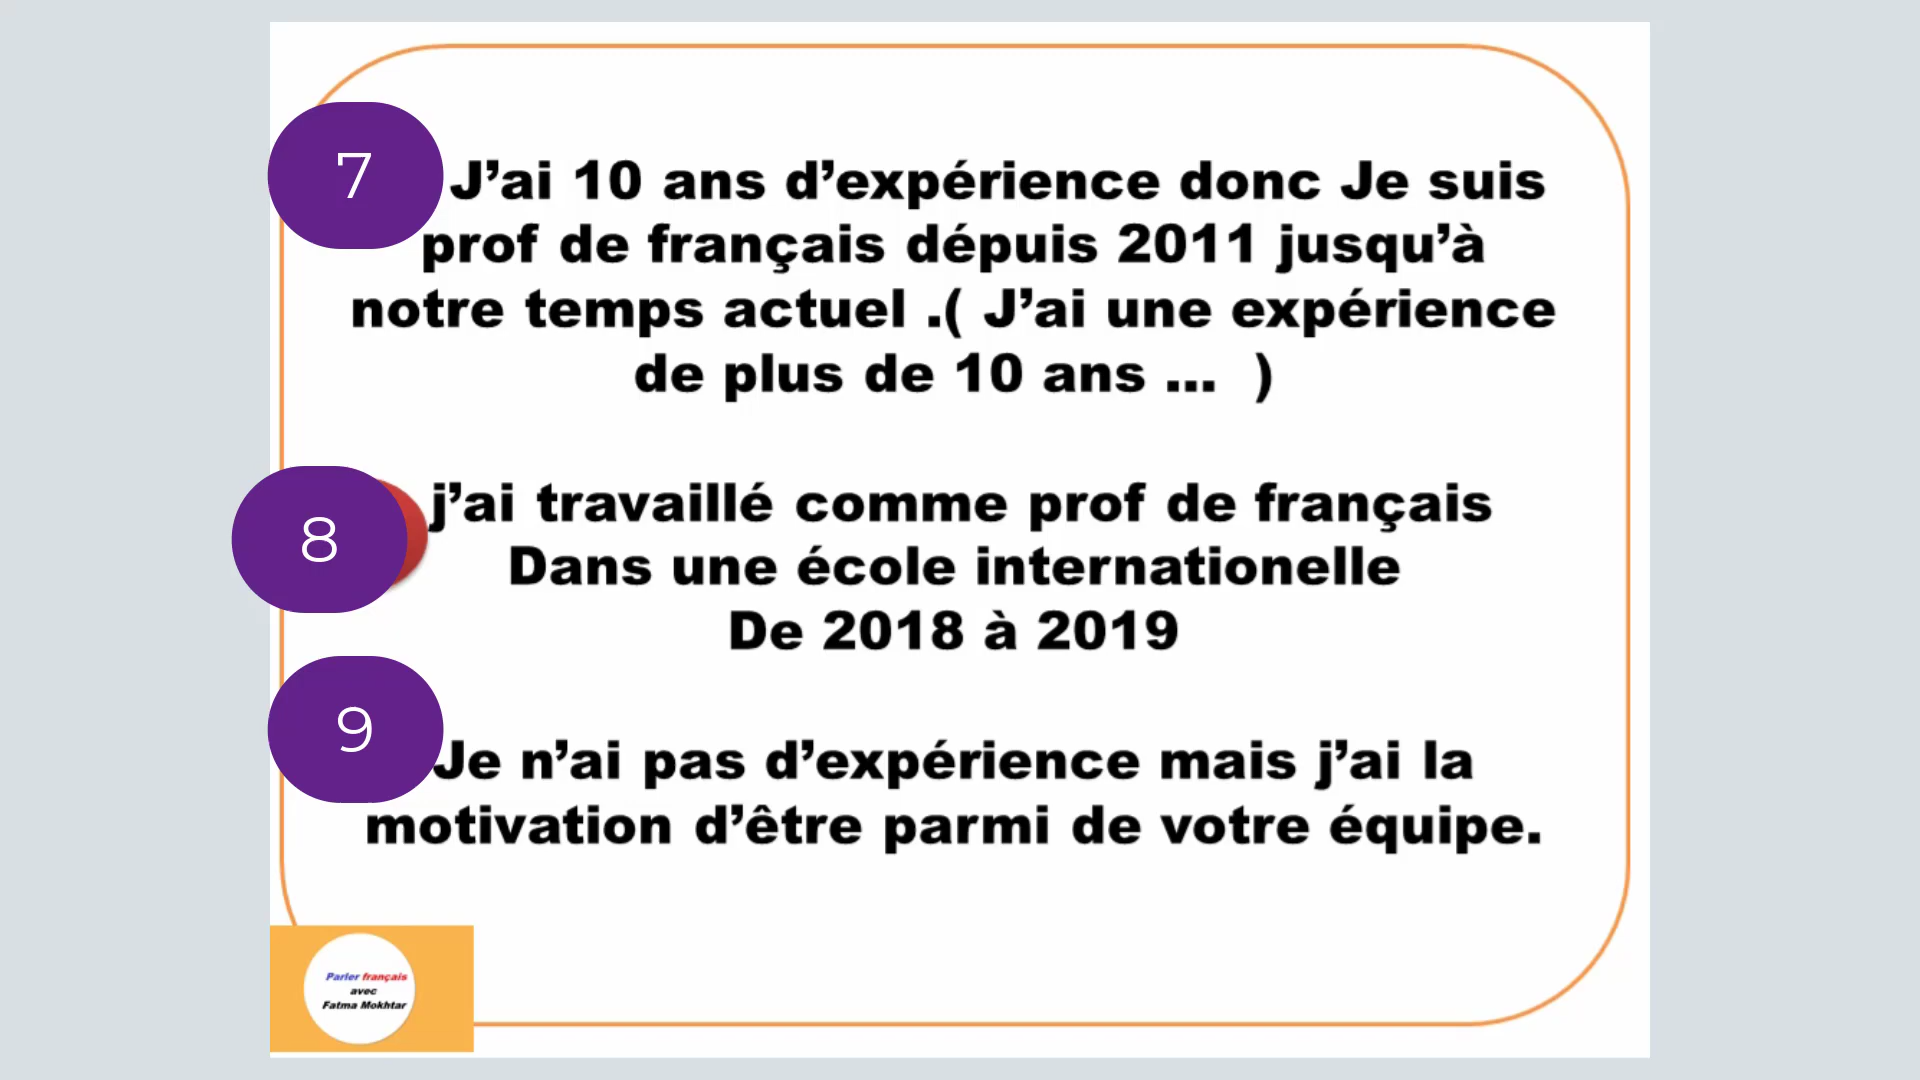 7
J’ai 10 ans d’expérience donc Je suis
prof de français dépuis 2011 jusqu’à
notre temps actuel .( J’ai une expérience
de plus de 10 ans ... )
8
j’ai travaillé comme prof de français
Dans une école internationelle
De 2018 à 2019
9
Je n’ai pas d’expérience mais j’ai la
motivation d’être parmi de votre équipe.
Parler français
avec
Fatma Mokhtar